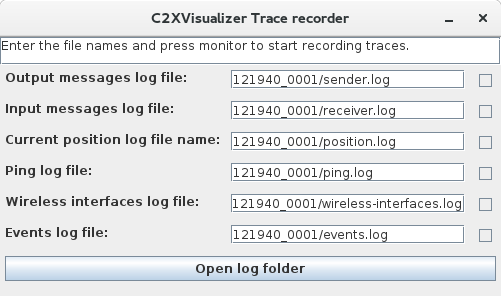 C2XVisualizer Trace recorder
Enter the file names and press monitor to start recording traces.
Output messages log file: 121940_0001/sender.log
Input messages log file: 121940_0001/receiver.log
Current position log file name: 121940_0001/position.log
Ping log file: 121940_0001/ping.log
Wireless interfaces log file: 121940_0001/wireless-interfaces.log
Events log file: 121940_0001/events.log
Open log folder